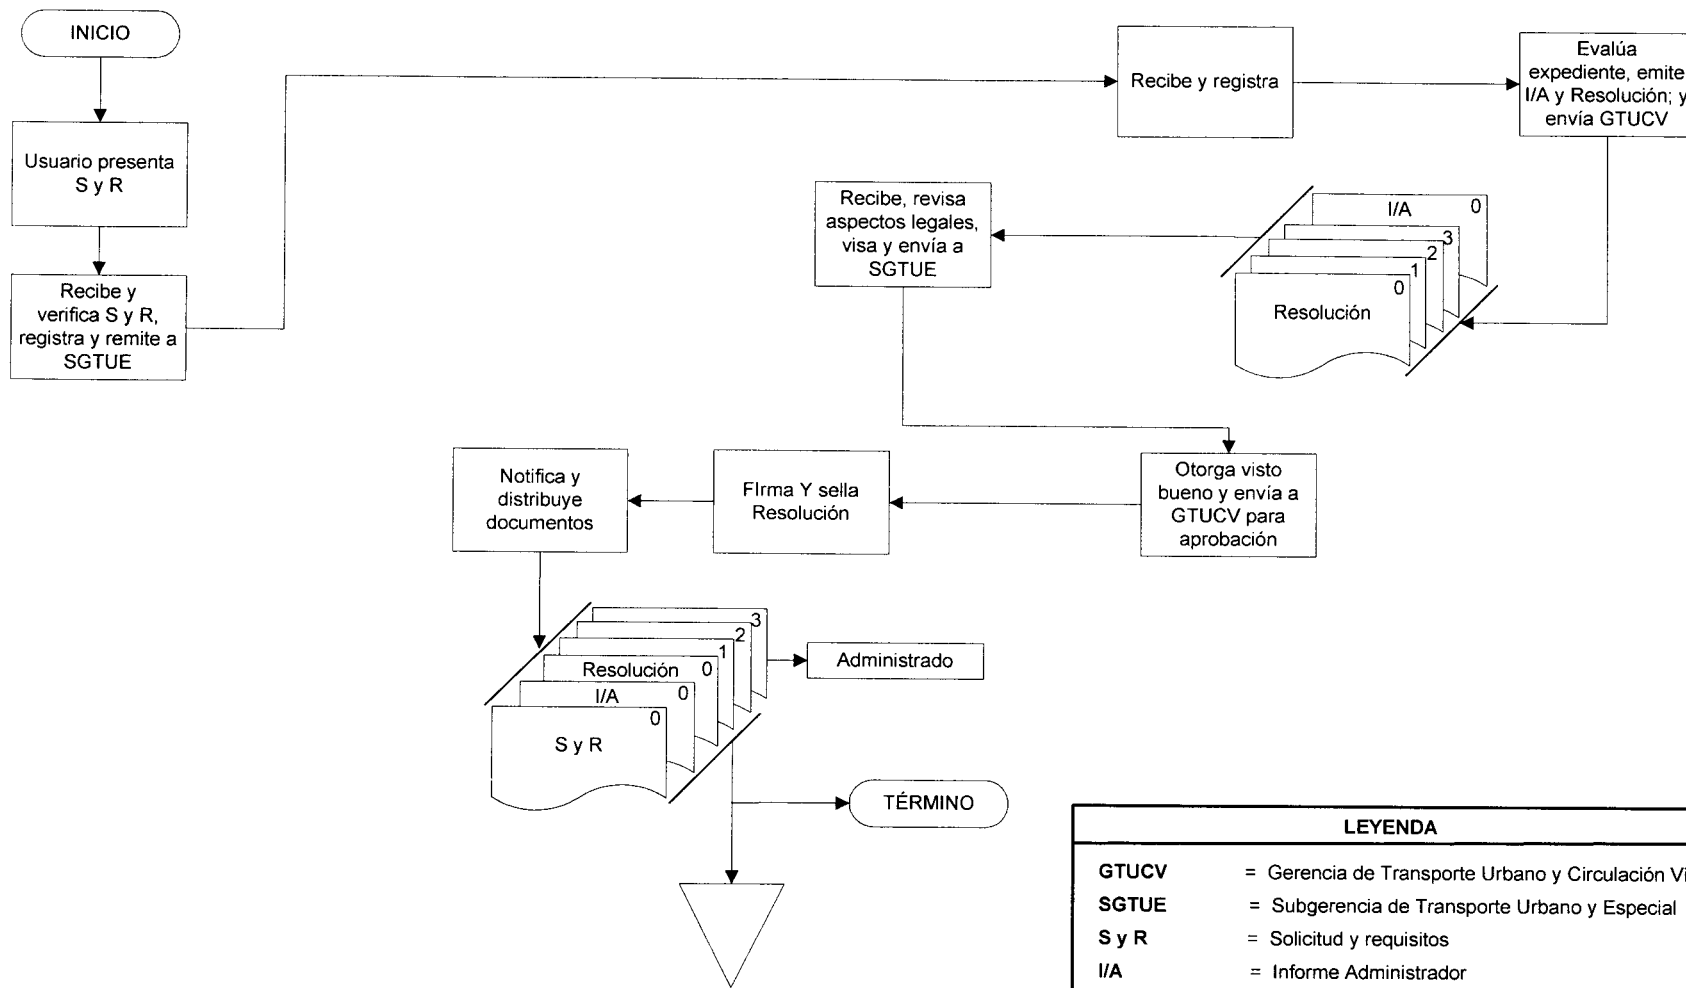 INICIO
Usuario presenta
S y R
Recibe y
verifica S y R,
registra y remite a
SGTUE
Recibe y registra
Evalúa
expediente, emite
I/A y Resolución; y
envía GTUCV
I/A 0
3
2
1
0
Resolución
Recibe, revisa
aspectos legales,
visa y envía a
SGTUE
Otorga visto
bueno y envía a
GTUCV para
aprobación
FIrma Y sella
Resolución
Notifica y
distribuye
documentos
3
2
1
Resolución 0
I/A 0
0
S y R
Administrado
TÉRMINO
LEYENDA
GTUCV = Gerencia de Transporte Urbano y Circulación Vi
SGTUE = Subgerencia de Transporte Urbano y Especial
S y R = Solicitud y requisitos
I/A = Informe Administrador